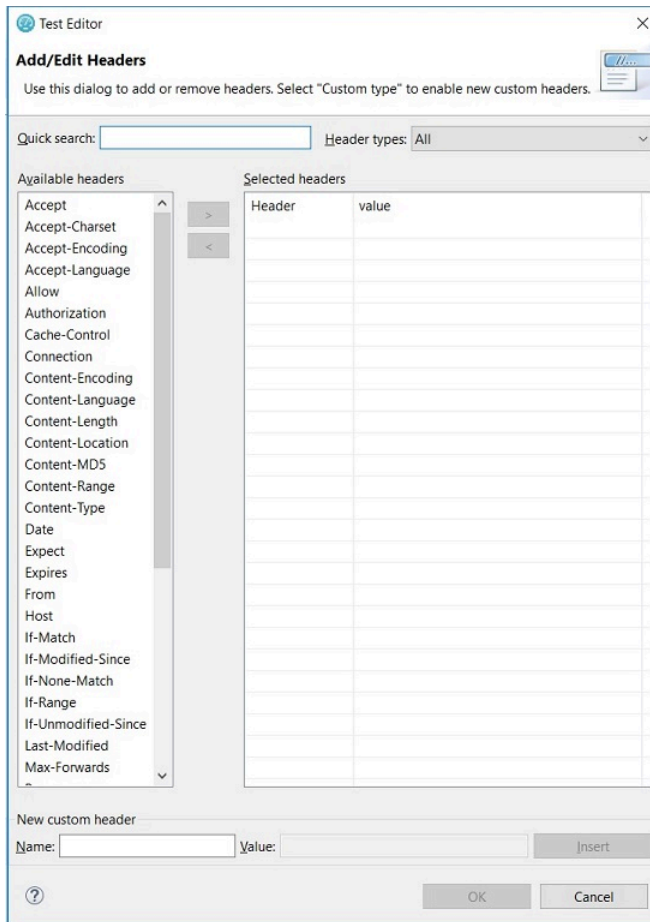 Test Editor
Add/Edit Headers
Use this dialog to add or remove headers. Select "Custom type" to enable new custom headers.
Quick search:
Header types: All
Available headers
Selected headers
Accept
Accept-Charset
Accept-Encoding
Accept-Language
Allow
Authorization
Cache-Control
Connection
Content-Encoding
Content-Language
Content-Length
Content-Location
Content-MD5
Content-Range
Content-Type
Date
Expect
Expires
From
Host
If-Match
If-Modified-Since
If-None-Match
If-Range
If-Unmodified-Since
Last-Modified
Max-Forwards
>
<
Header value
New custom header
Name:
Value:
Insert
?
OK
Cancel